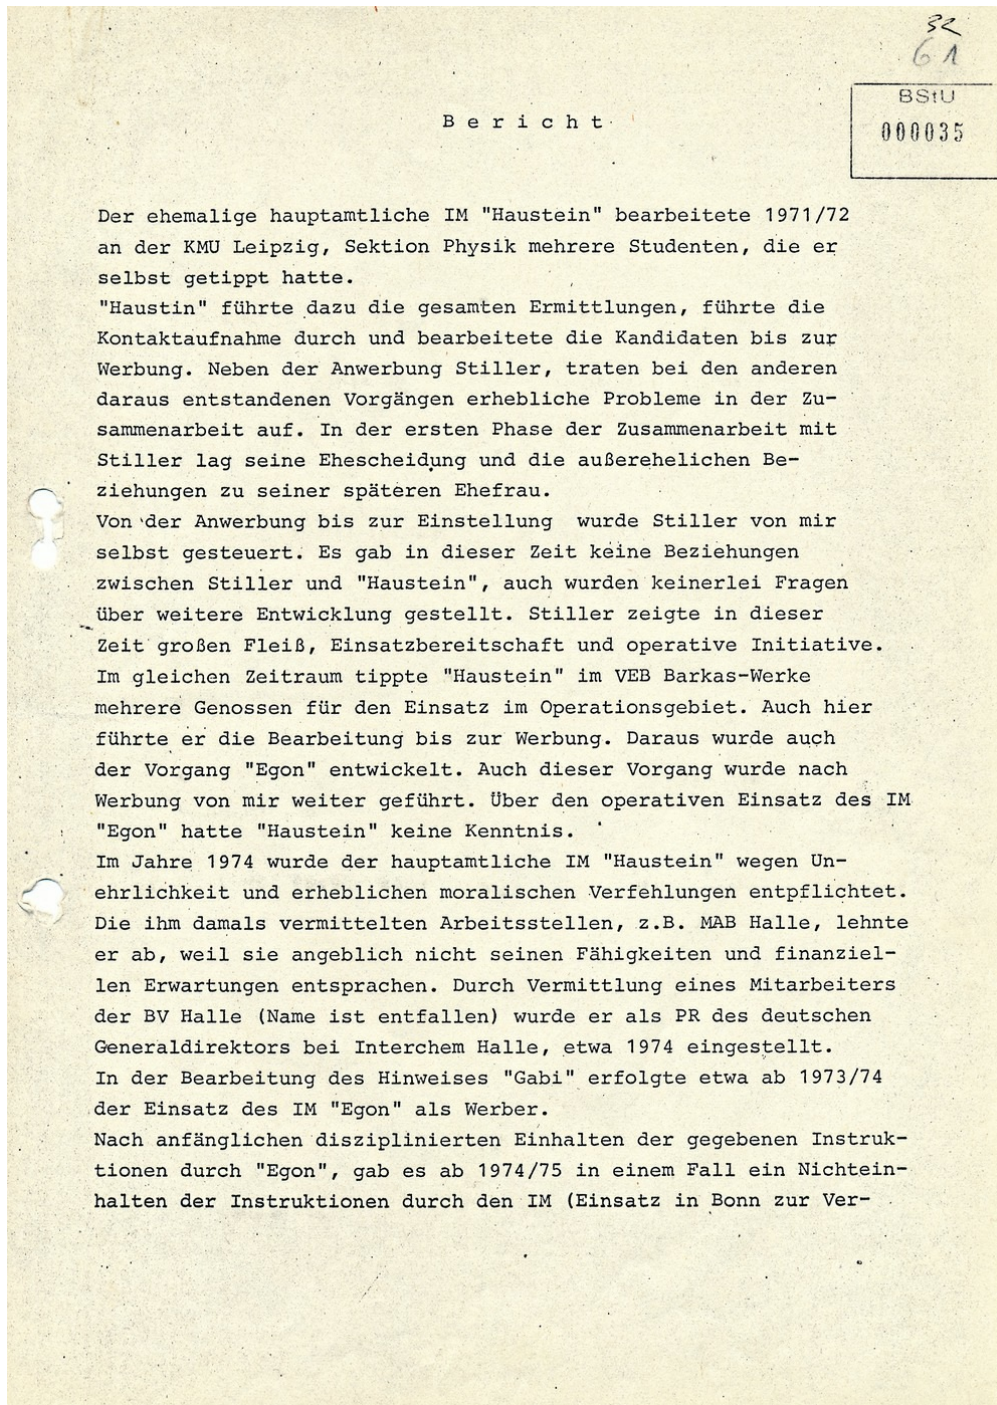 32
61
BStU
000035
Bericht
Der ehemalige hauptamtliche IM "Haustein" bearbeitete 1971/72
an der KMU Leipzig, Sektion Physik mehrere Studenten, die er
selbst getippt hatte.
"Haustin" führte dazu die gesamten Ermittlungen, führte die
Kontaktaufnahme durch und bearbeitete die Kandidaten bis zur
Werbung. Neben der Anwerbung Stiller, traten bei den anderen
daraus entstandenen Vorgängen erhebliche Probleme in der Zu-
sammenarbeit auf. In der ersten Phase der Zusammenarbeit mit
Stiller lag seine Ehescheidung und die außerehelichen Be-
ziehungen zu seiner späteren Ehefrau.
Von der Anwerbung bis zur Einstellung wurde Stiller von mir
selbst gesteuert. Es gab in dieser Zeit keine Beziehungen
zwischen Stiller und "Haustein", auch wurden keinerlei Fragen
über weitere Entwicklung gestellt. Stiller zeigte in dieser
Zeit großen Fleiß, Einsatzbereitschaft und operative Initiative.
Im gleichen Zeitraum tippte "Haustein" im VEB Barkas-Werke
mehrere Genossen für den Einsatz im Operationsgebiet. Auch hier
führte er die Bearbeitung bis zur Werbung. Daraus wurde auch
der Vorgang "Egon" entwickelt. Auch dieser Vorgang wurde nach
Werbung von mir weiter geführt. Über den operativen Einsatz des IM
"Egon" hatte "Haustein" keine Kenntnis.
Im Jahre 1974 wurde der hauptamtliche IM "Haustein" wegen Un-
ehrlichkeit und erheblichen moralischen Verfehlungen entpflichtet.
Die ihm damals vermittelten Arbeitsstellen, z.B. MAB Halle, lehnte
er ab, weil sie angeblich nicht seinen Fähigkeiten und finanziel-
len Erwartungen entsprachen. Durch Vermittlung eines Mitarbeiters
der BV Halle (Name ist entfallen) wurde er als PR des deutschen
Generaldirektors bei Interchem Halle, etwa 1974 eingestellt.
In der Bearbeitung des Hinweises "Gabi" erfolgte etwa ab 1973/74
der Einsatz des IM "Egon" als Werber.
Nach anfänglichen disziplinierten Einhalten der gegebenen Instruk-
tionen durch "Egon", gab es ab 1974/75 in einem Fall ein Nichtein-
halten der Instruktionen durch den IM (Einsatz in Bonn zur Ver-